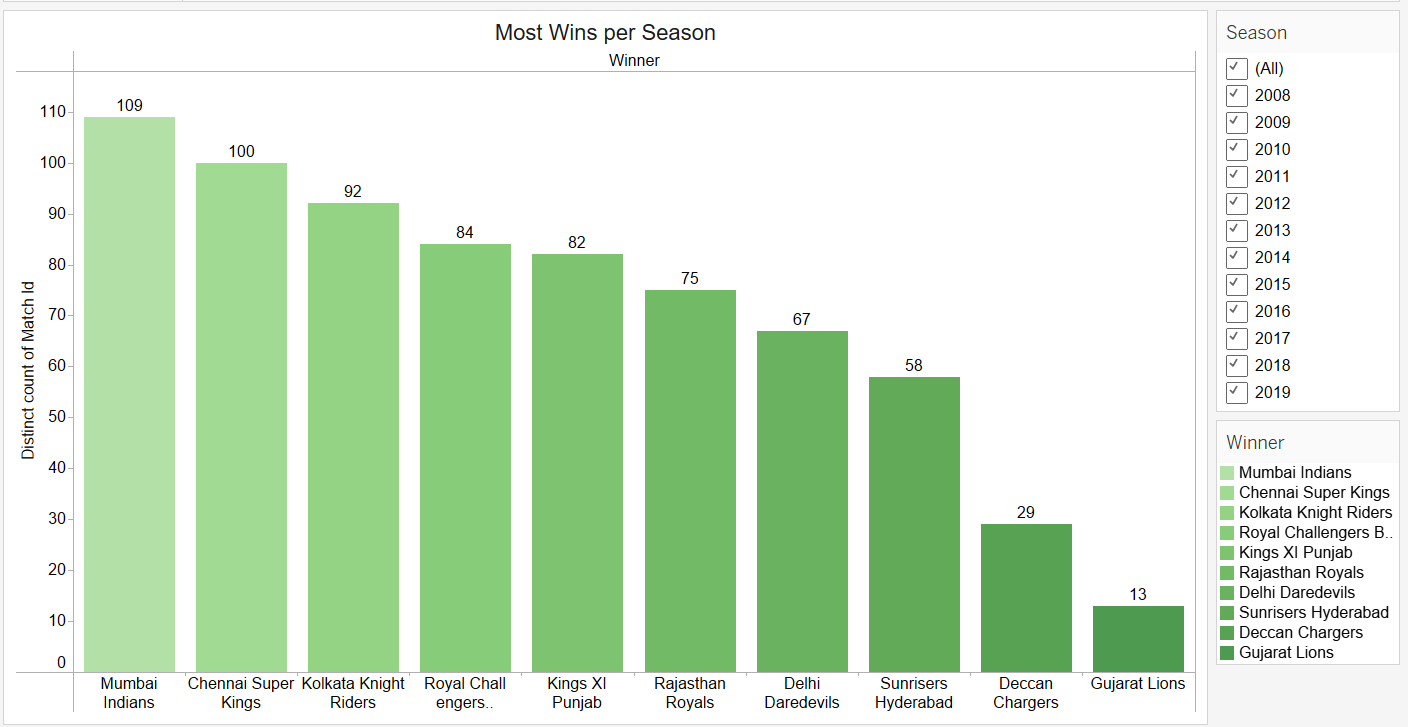 Most Wins per Season
Winner
Distinct count of Match Id
110
100
90
80
70
60
50
40
30
20
10
0
109
100
92
84
82
75
67
58
29
13
Mumbai
Indians
Chennai Super
Kings
Kolkata Knight
Riders
Royal Chall
engers..
Kings XI
Punjab
Rajasthan
Royals
Delhi
Daredevils
Sunrisers
Hyderabad
Deccan
Chargers
Gujarat Lions
Season
(All)
2008
2009
2010
2011
2012
2013
2014
2015
2016
2017
2018
2019
Winner
Mumbai Indians
Chennai Super Kings
Kolkata Knight Riders
Royal Challengers B..
Kings XI Punjab
Rajasthan Royals
Delhi Daredevils
Sunrisers Hyderabad
Deccan Chargers
Gujarat Lions